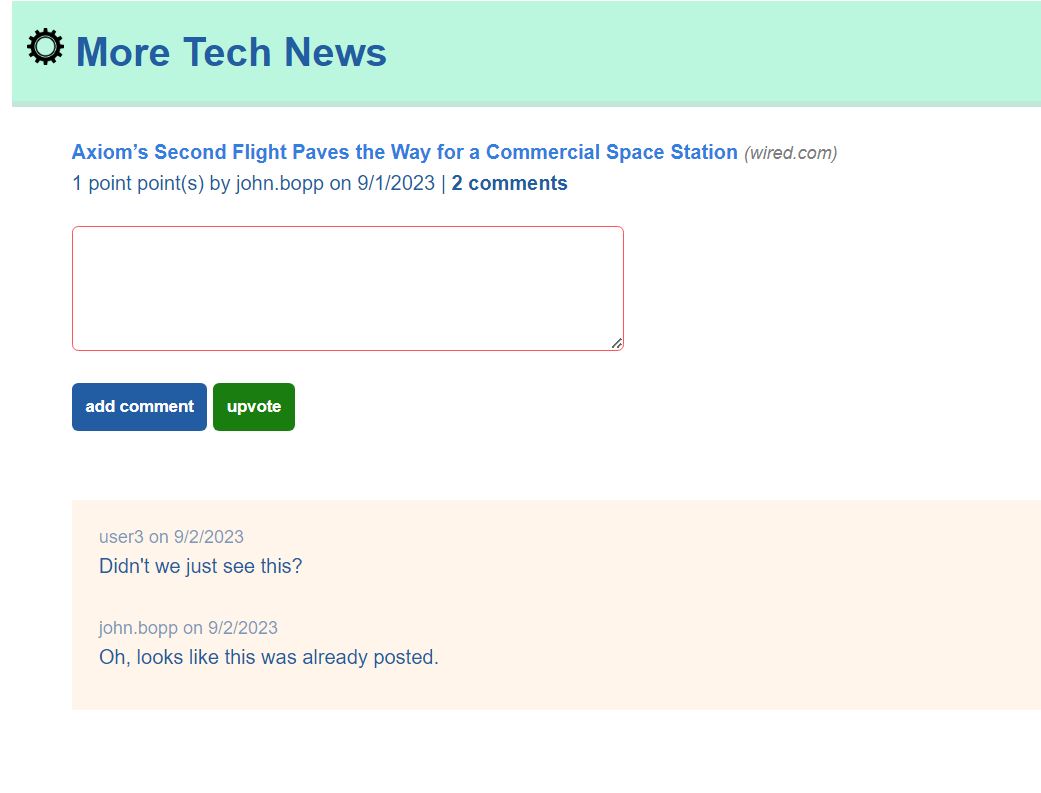 More Tech News
Axiom’s Second Flight Paves the Way for a Commercial Space Station (wired.com)
1 point point(s) by john.bopp on 9/1/2023 | 2 comments
add comment upvote
user3 on 9/2/2023
Didn't we just see this?
john.bopp on 9/2/2023
Oh, looks like this was already posted.